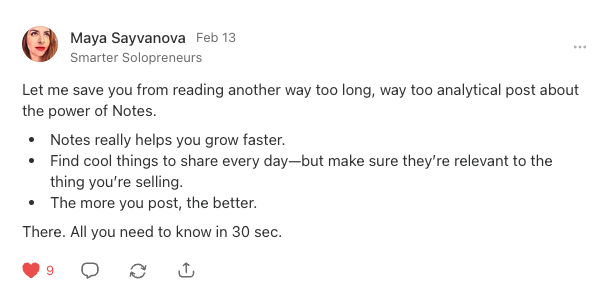 Maya Sayvanova Feb 13
Smarter Solopreneurs
Let me save you from reading another way too long, way too analytical post about
the power of Notes.
• Notes really helps you grow faster.
• Find cool things to share every day—but make sure they’re relevant to the
thing you’re selling.
• The more you post, the better.
There. All you need to know in 30 sec.
9